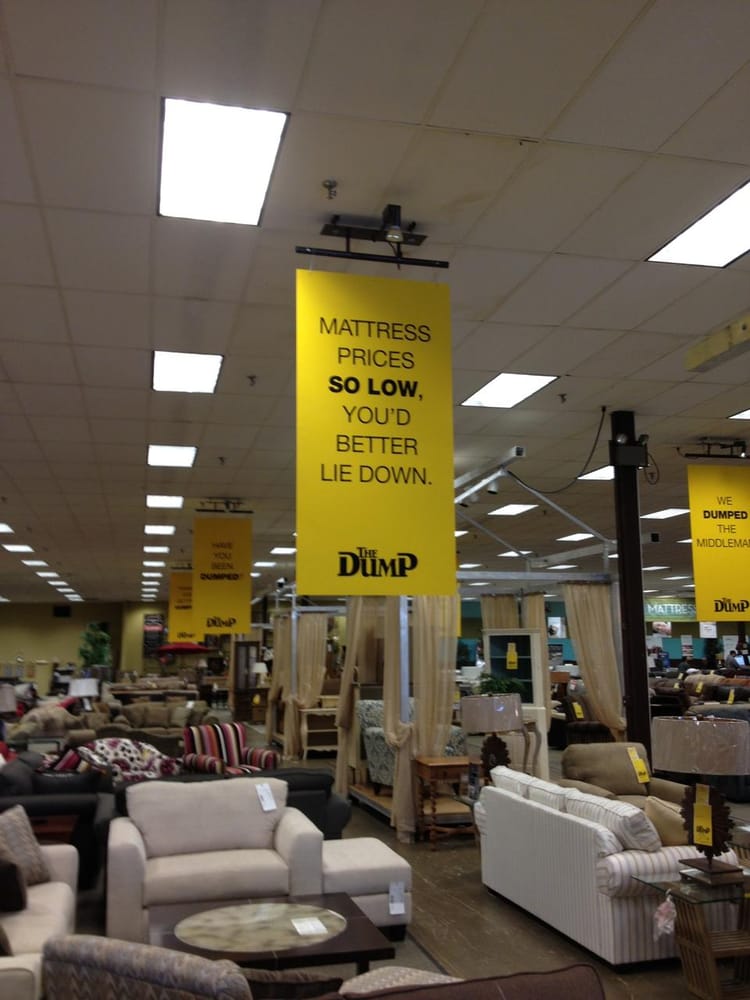 MATTRESS
PRICES
SO LOW,
YOU'D
BETTER
LIE DOWN.
THE DUMP
HAVE
YOU
BEEN
DUMPED?
THE DUMP
WE
DUMPED
THE
MIDDLEMA
THE DUMP
MATTRESS